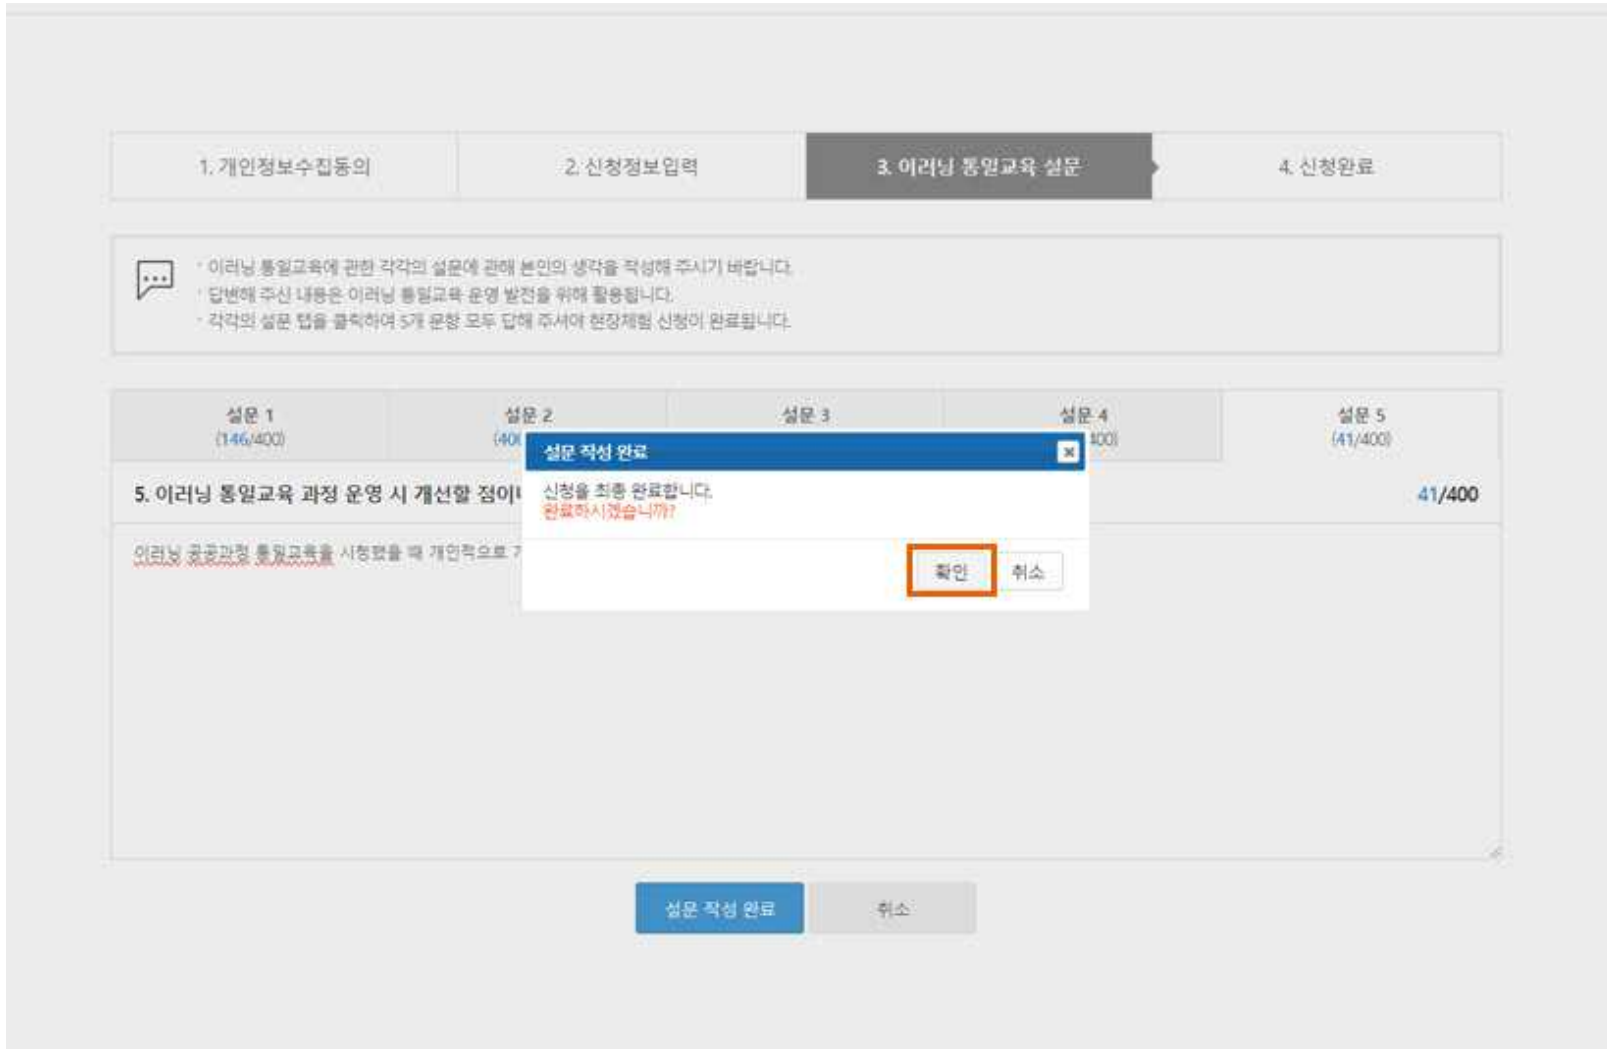 1. 개인정보수집동의
2. 신청정보입력
3. 이러닝 통일교육 설문
4. 신청완료
· 이러닝 통일교육에 관한 각각의 설문에 관해 본인의 생각을 작성해 주시기 바랍니다.
· 답변해 주신 내용은 이러닝 통일교육 운영 발전을 위해 활용됩니다.
· 각각의 설문 탭을 클릭하여 5개 문항 모두 답해 주셔야 현장체험 신청이 완료됩니다.
설문 1
(146/400)
설문 2
(40
설문 3
설문 4
400)
설문 5
(41/400)
설문 작성 완료
5. 이러닝 통일교육 과정 운영 시 개선할 점이
41/400
신청을 최종 완료합니다.
완료하시겠습니까?
이러닝 공공과정 통일교육을 시청했을 때 개인적으로
확인
취소
설문 작성 완료
취소